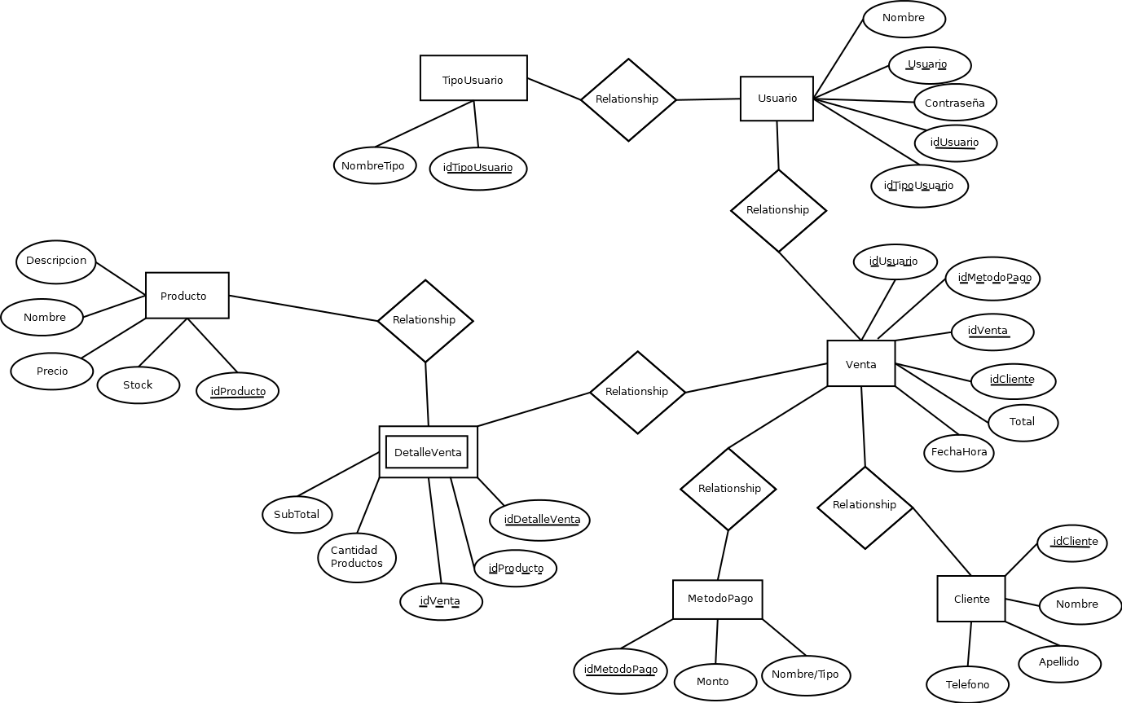 Nombre
TipoUsuario
Relationship
Usuario
Usuario
Contraseña
idUsuario
NombreTipo
idTipoUsuario
idTipoUsuario
Relationship
Descripcion
Producto
Nombre
Precio
Stock
idProducto
Relationship
idUsuario
idMetodoPago
idVenta
Venta
idCliente
Total
FechaHora
Relationship
DetalleVenta
SubTotal
Cantidad
Productos
idVenta
idProducto
idDetalleVenta
Relationship
Relationship
MetodoPago
idMetodoPago
Monto
Nombre/Tipo
Cliente
idCliente
Nombre
Apellido
Telefono